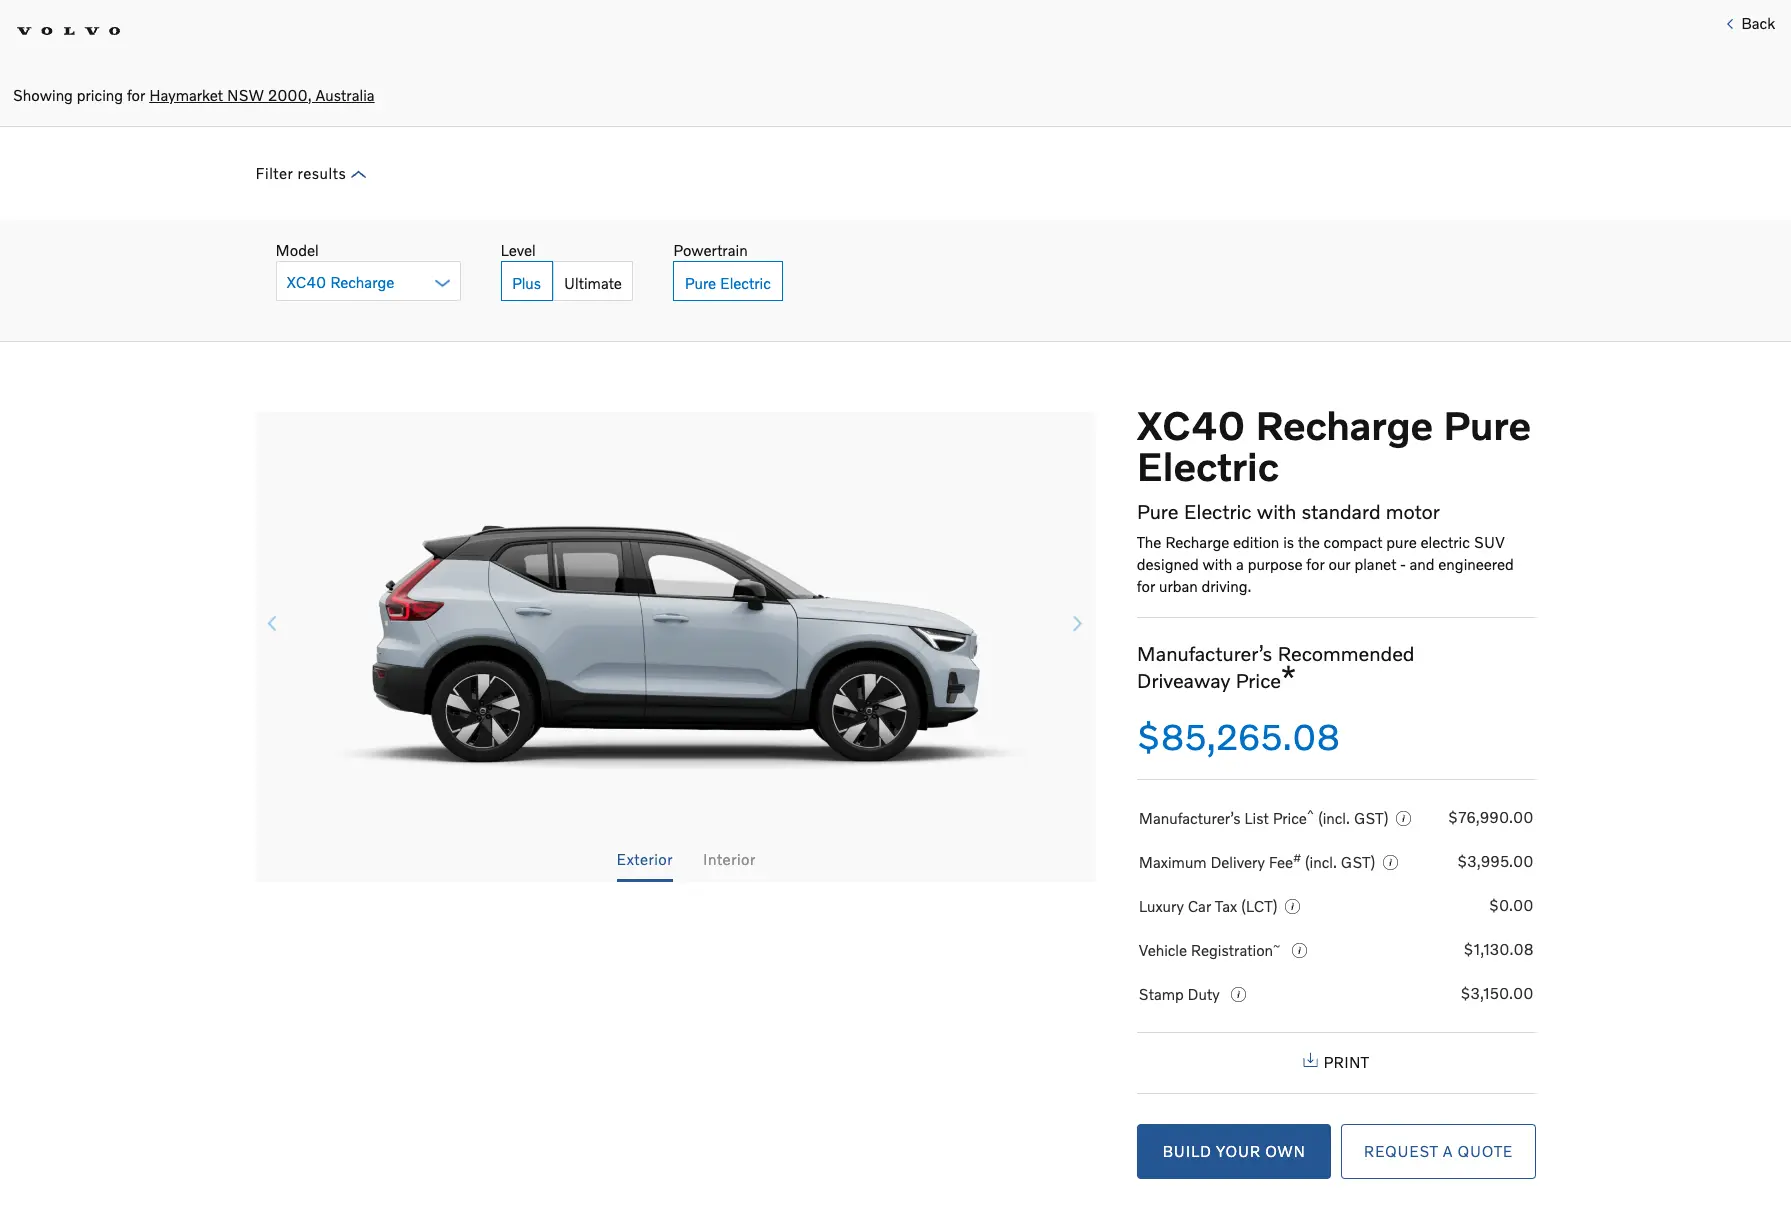 VOLVO
Back
Showing pricing for Haymarket NSW 2000, Australia
Filter results
Model
Level
Powertrain
XC40 Recharge
Plus
Ultimate
Pure Electric
XC40 Recharge Pure
Electric
Pure Electric with standard motor
The Recharge edition is the compact pure electric SUV
designed with a purpose for our planet - and engineered
for urban driving.
Manufacturer's Recommended
Driveaway Price*
$85,265.08
Manufacturer's List Price^ (incl. GST) $76,990.00
Maximum Delivery Fee# (incl. GST) $3,995.00
Luxury Car Tax (LCT) $0.00
Vehicle Registration~ $1,130.08
Stamp Duty $3,150.00
PRINT
BUILD YOUR OWN
REQUEST A QUOTE
Exterior
Interior